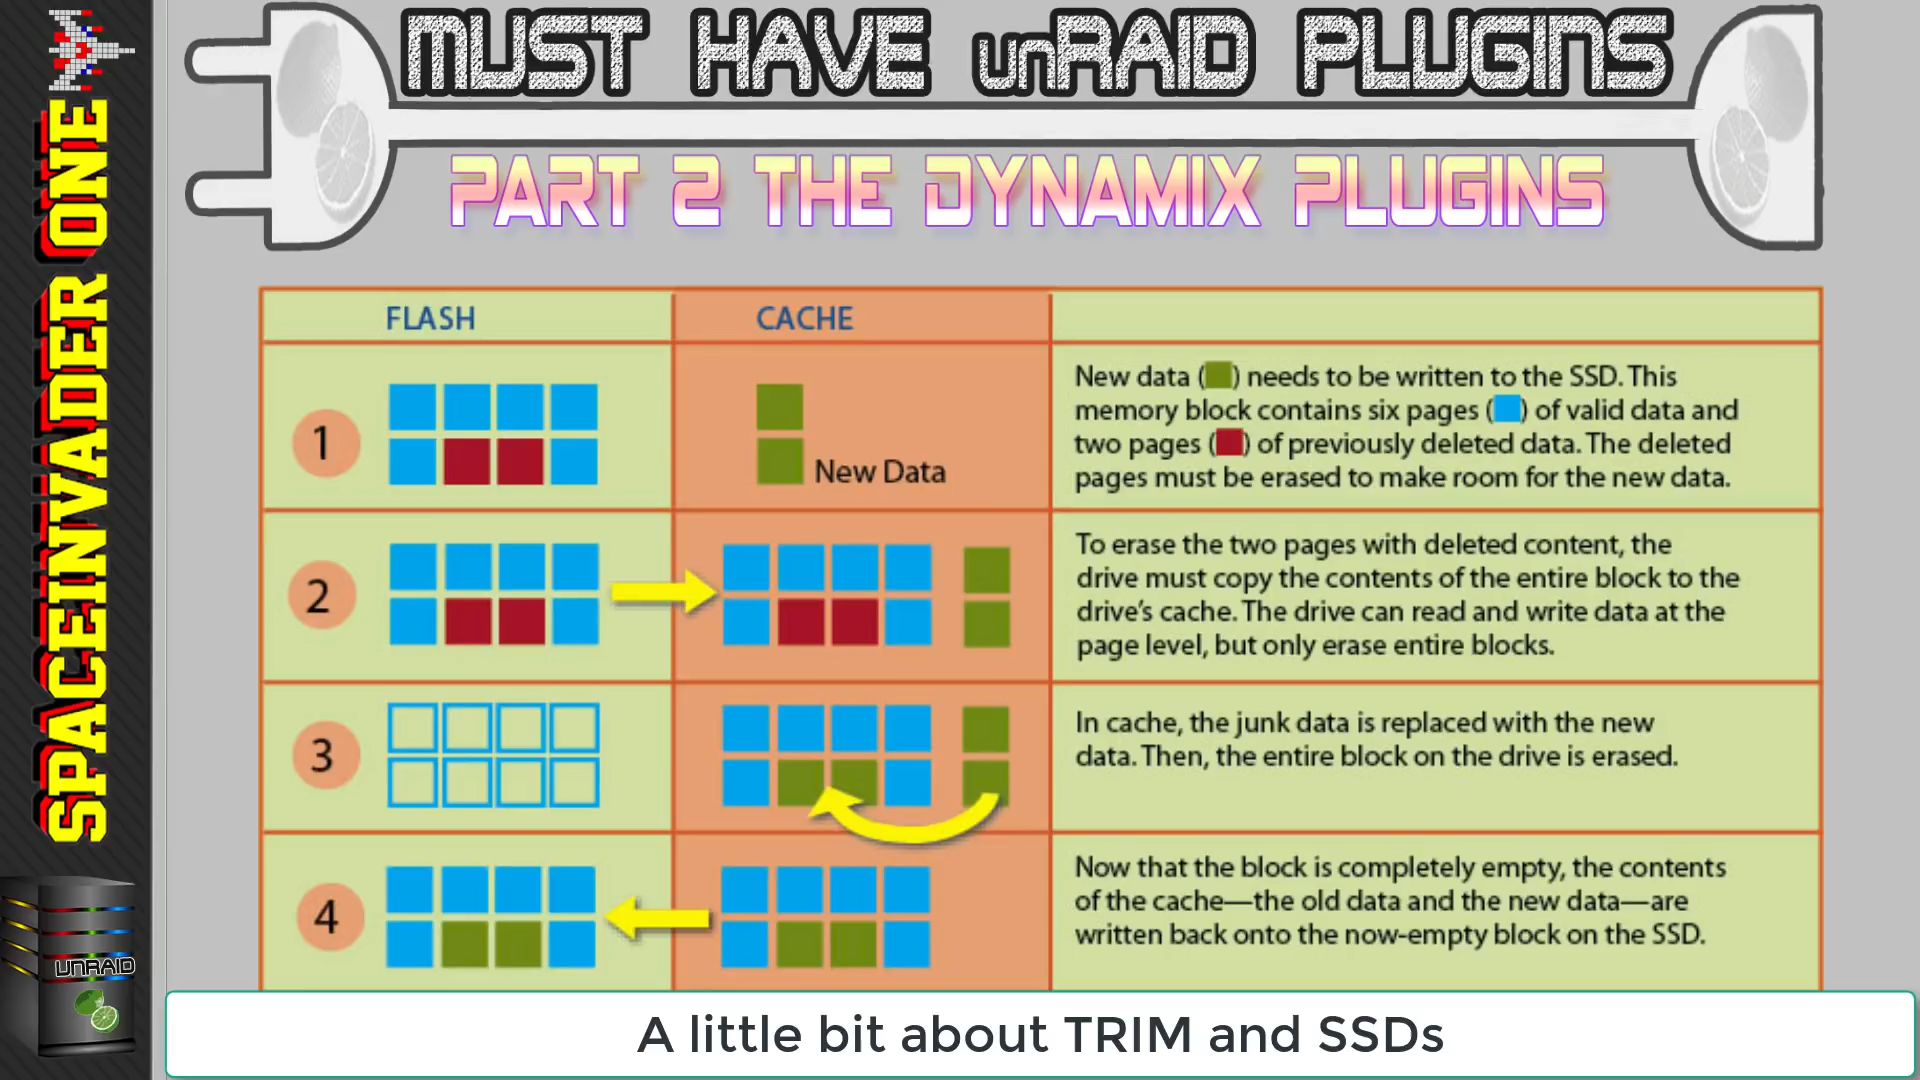 MUST HAVE unRAID PLUGINS
PART 2 THE DYNAMIX PLUGINS
SPACEINVADER ONE
FLASH
CACHE
1
New Data
New data ( ) needs to be written to the SSD. This
memory block contains six pages ( ) of valid data and
two pages ( ) of previously deleted data. The deleted
pages must be erased to make room for the new data.
2
To erase the two pages with deleted content, the
drive must copy the contents of the entire block to the
drive's cache. The drive can read and write data at the
page level, but only erase entire blocks.
3
In cache, the junk data is replaced with the new
data. Then, the entire block on the drive is erased.
4
Now that the block is completely empty, the contents
of the cache—the old data and the new data—are
written back onto the now-empty block on the SSD.
UNRAID
A little bit about TRIM and SSDs